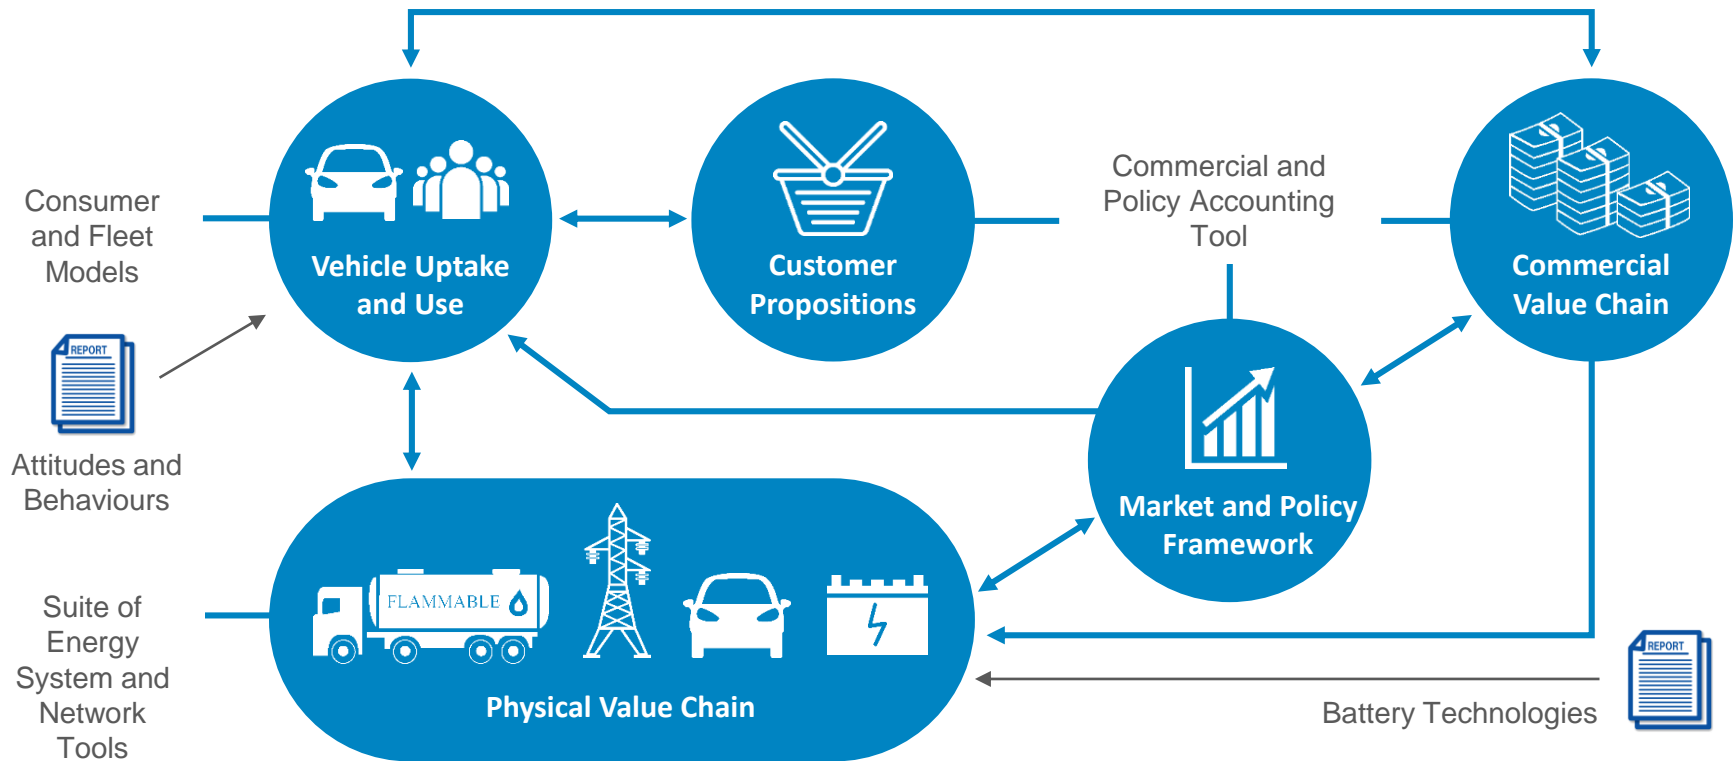 Consumer
and Fleet
Models
Vehicle Uptake
and Use
Customer
Propositions
Commercial and
Policy Accounting
Tool
Commercial
Value Chain
REPORT
Attitudes and
Behaviours
Market and Policy
Framework
Suite of
Energy
System and
Network
Tools
FLAMMABLE
Physical Value Chain
REPORT
Battery Technologies